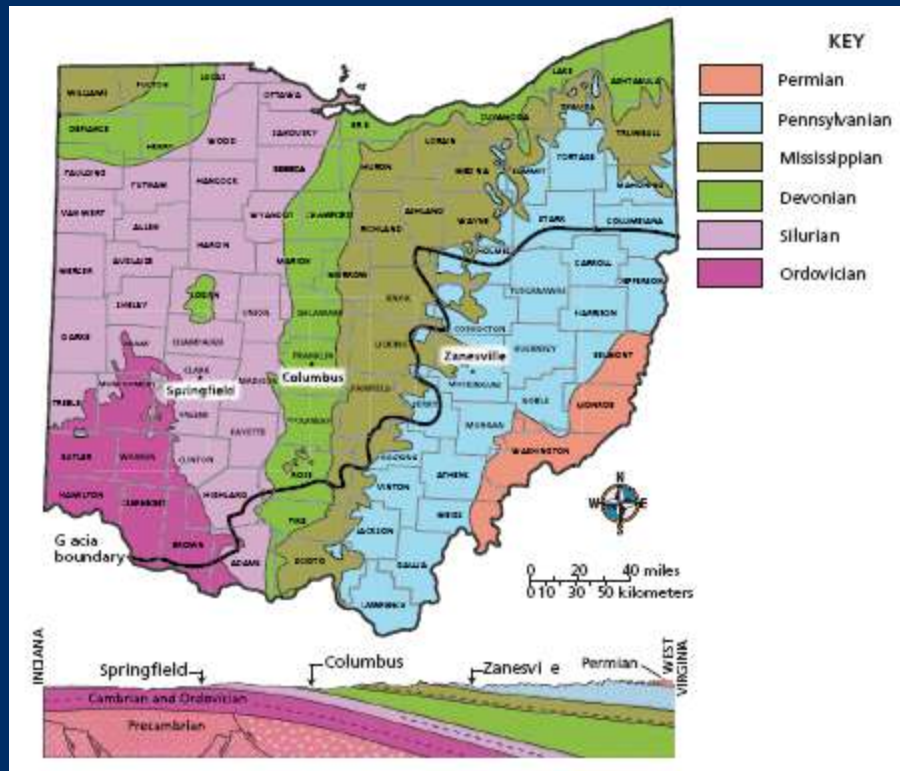 KEY
Permian
Pennsylvanian
Mississippian
Devonian
Silurian
Ordovician
WILLIAMS
FULTON
LUCAS
OTTAWA
LAKE
ASHTABULA
DEFIANCE
HENRY
WOOD
SANDUSKY
ERIE
CUYAHOGA
GEAUGA
TRUMBULL
PAULDING
PUTNAM
HANCOCK
SENECA
HURON
LORAIN
MEDINA
SUMMIT
PORTAGE
MAHONING
VAN WERT
ALLEN
WYANDOT
CRAWFORD
RICHLAND
ASHLAND
WAYNE
STARK
COLUMBIANA
MERCER
AUGLAIZE
HARDIN
MARION
MORROW
HOLMES
CARROLL
JEFFERSON
SHELBY
LOGAN
UNION
DELAWARE
KNOX
COSHOCTON
TUSCARAWAS
HARRISON
DARKE
MIAMI
CHAMPAIGN
CLARK
Springfield
MADISON
FRANKLIN
Columbus
LICKING
Zanesville
MUSKINGUM
GUERNSEY
BELMONT
PREBLE
MONTGOMERY
GREENE
FAYETTE
PICKAWAY
FAIRFIELD
PERRY
MORGAN
NOBLE
MONROE
BUTLER
WARREN
CLINTON
ROSS
HOCKING
ATHENS
WASHINGTON
HAMILTON
CLERMONT
HIGHLAND
PIKE
VINTON
MEIGS
BROWN
ADAMS
SCIOTO
JACKSON
GALLIA
LAWRENCE
G acia
boundary
N
W E
S
0 20 40 miles
0 10 30 50 kilometers
INDIANA
Springfield
Columbus
Zanesvi e
Permian
WEST
VIRGINIA
Cambrian and Ordovician
Precambrian